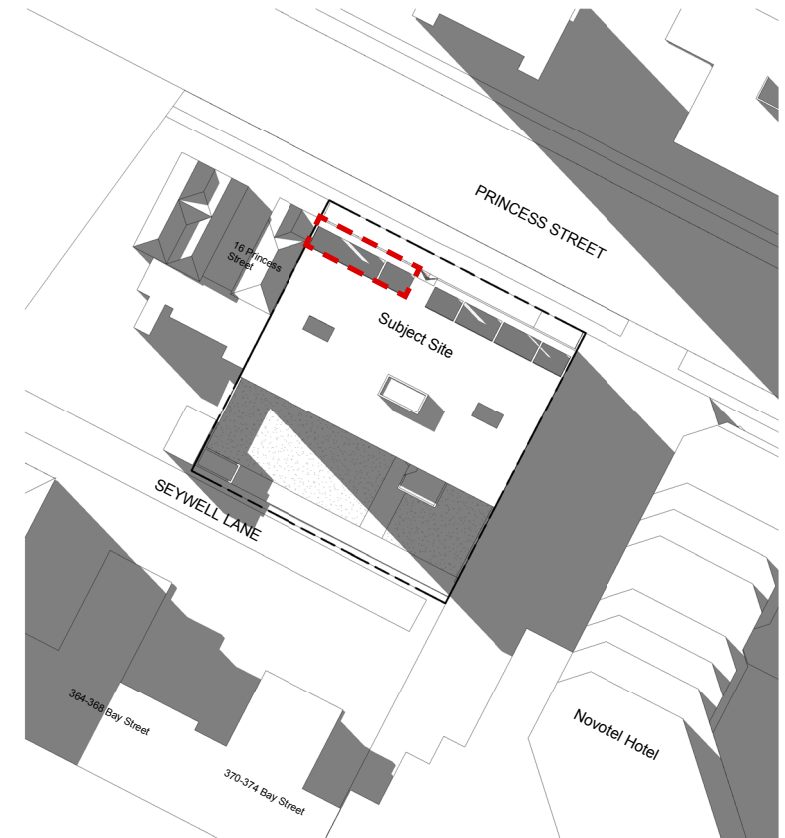 PRINCESS STREET
16 Princess
Street
Subject Site
SEYWELL LANE
364-368 Bay Street
370-374 Bay Street
Novotel Hotel